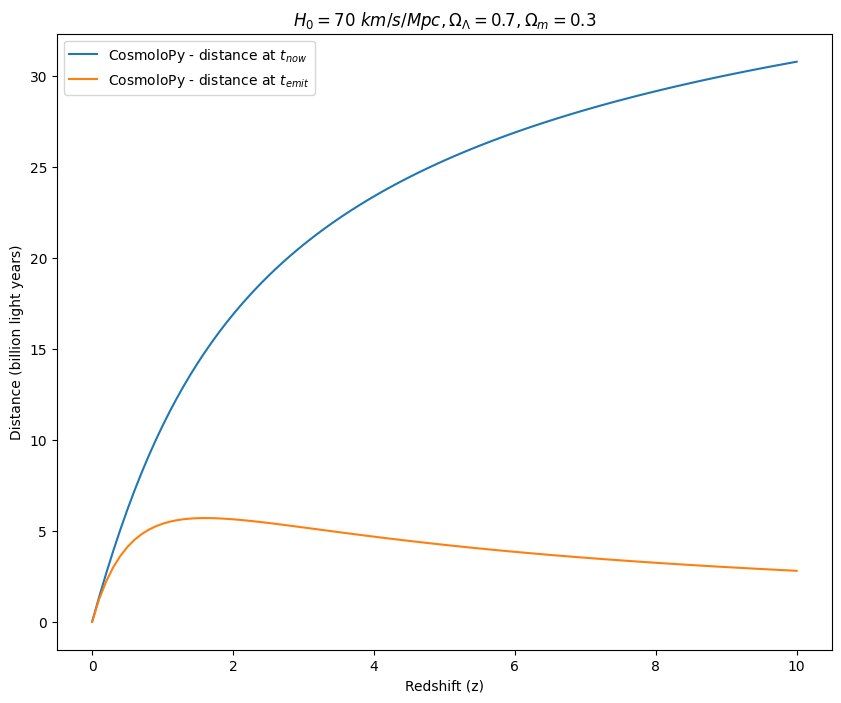 H₀ = 70 km/s/Mpc, Ω_Λ = 0.7, Ω_m = 0.3
CosmoloPy - distance at t_now
CosmoloPy - distance at t_emit
Distance (billion light years)
30
25
20
15
10
5
0
0 2 4 6 8 10
Redshift (z)